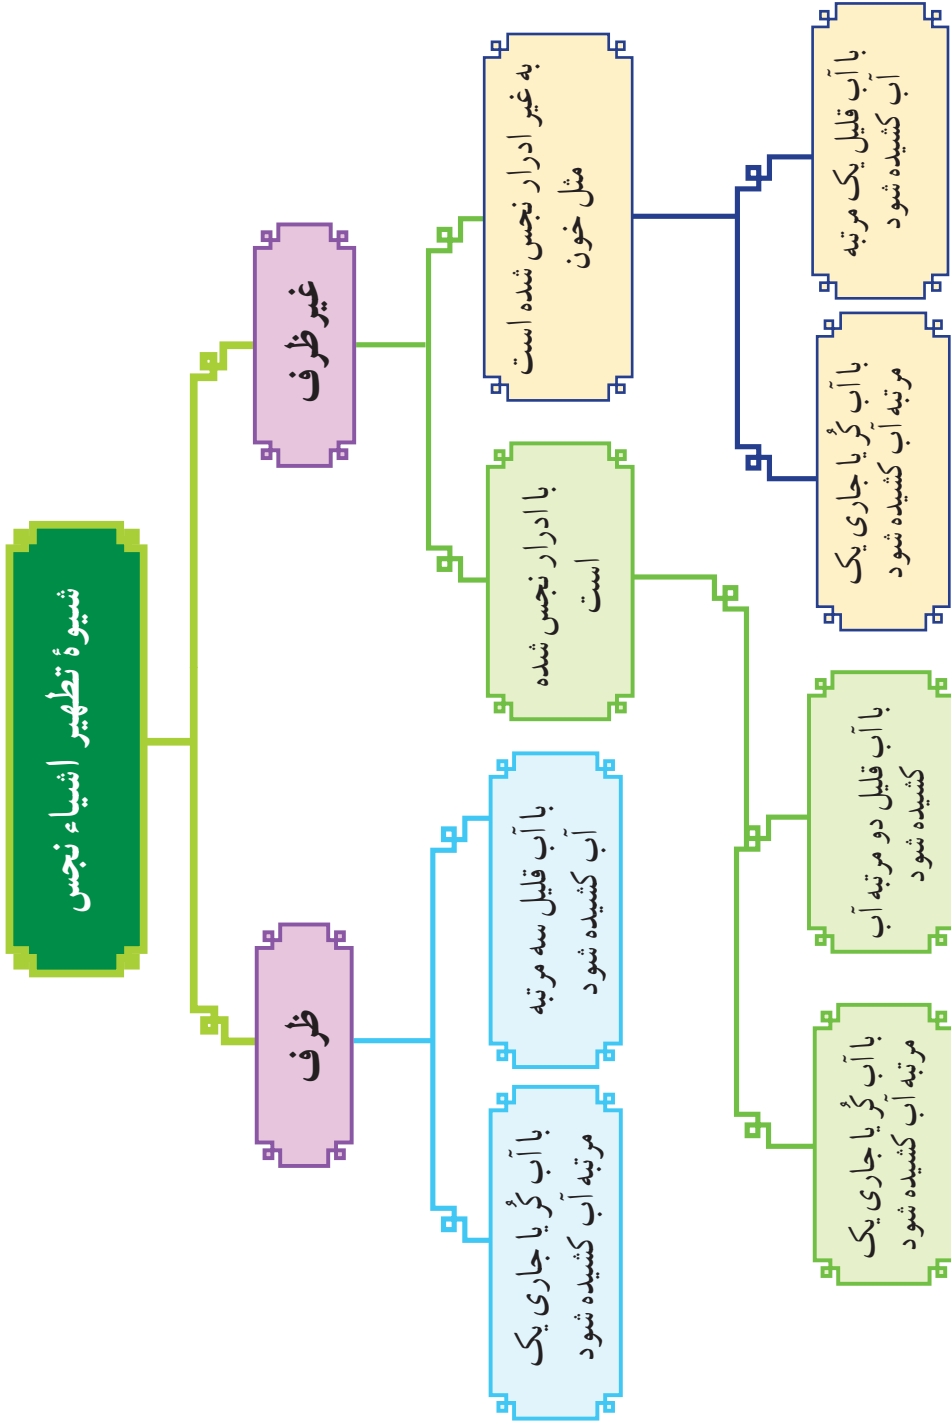 شیوهٔ تطهیر اشیاء نجس
غیر ظرف
ظرف
به غیر ادرار نجس شده است
مثل خون
با ادرار نجس شده
است
با آب قلیل سه مرتبه
آب کشیده شود
با آب کُر یا جاری یک
مرتبه آب کشیده شود
با آب قلیل یک مرتبه
آب کشیده شود
با آب کُر یا جاری یک
مرتبه آب کشیده شود
با آب قلیل دو مرتبه آب
کشیده شود
با آب کُر یا جاری یک
مرتبه آب کشیده شود